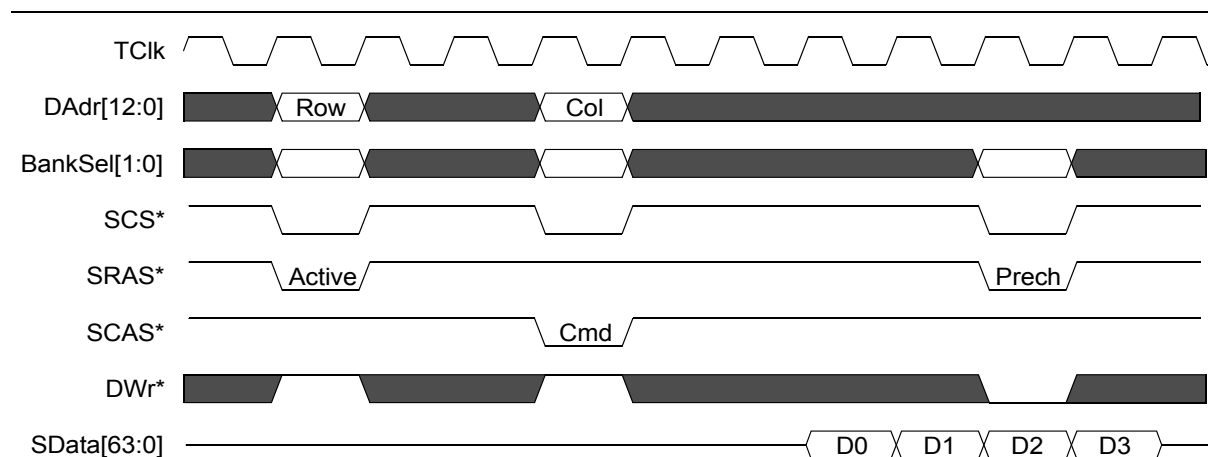 TClk
DAdr[12:0] Row Col
BankSel[1:0]
SCS*
SRAS* Active Prech
SCAS* Cmd
DWr*
SData[63:0] D0 D1 D2 D3